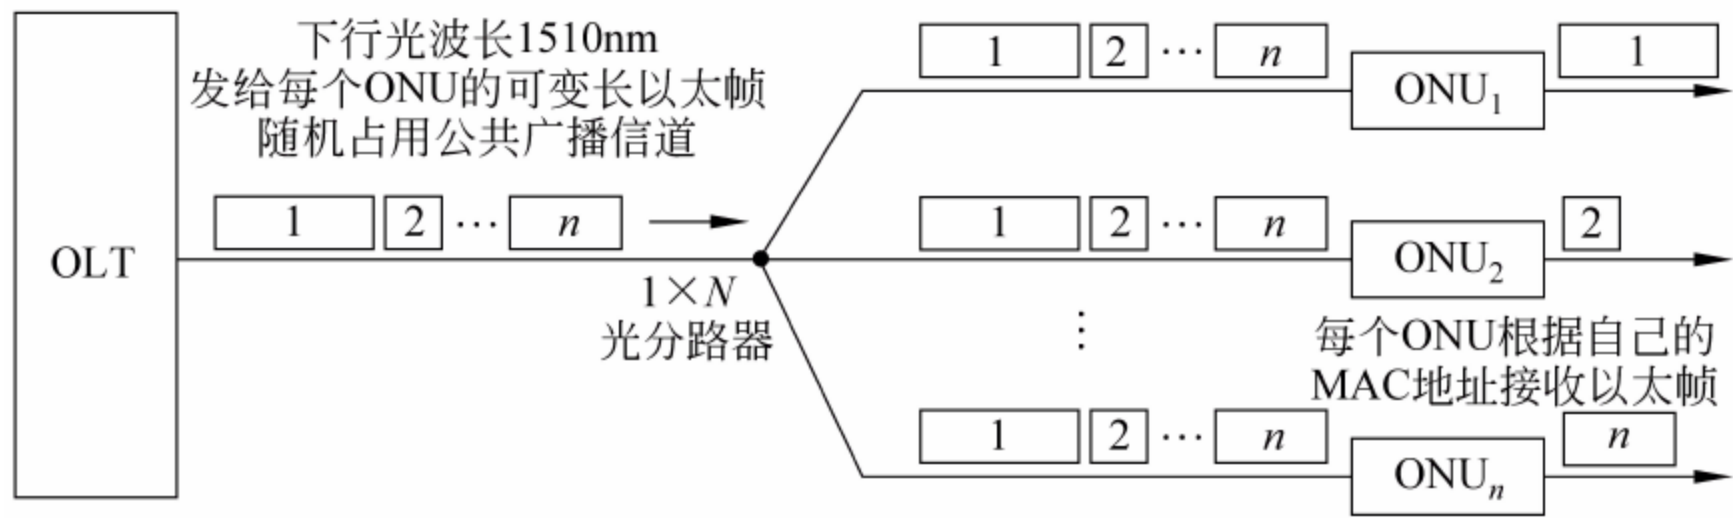 下行光波长1510nm
发给每个ONU的可变长以太帧
随机占用公共广播信道
OLT
1 2 … n
1×N
光分路器
1 2 … n
ONU1
1
1 2 … n
ONU2
2
⋮
每个ONU根据自己的
MAC地址接收以太帧
1 2 … n
ONUn
n